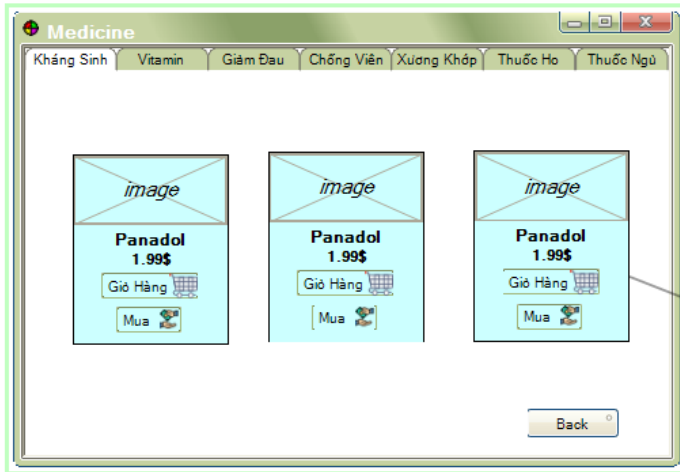 Medicine
Kháng Sinh Vitamin Giảm Đau Chống Viên Xương Khớp Thuốc Ho Thuốc Ngủ
image image image
Panadol Panadol Panadol
1.99$ 1.99$ 1.99$
Giỏ Hàng Giỏ Hàng Giỏ Hàng
Mua Mua Mua
Back